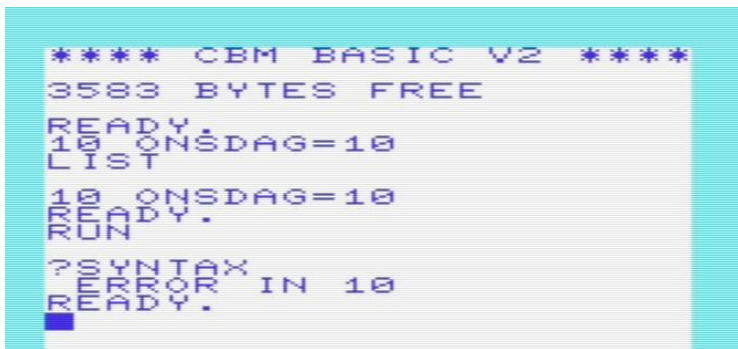 **** CBM BASIC V2 ****
3583 BYTES FREE
READY.
10 ONSDAG=10
LIST
10 ONSDAG=10
READY.
RUN
?SYNTAX
ERROR IN 10
READY.